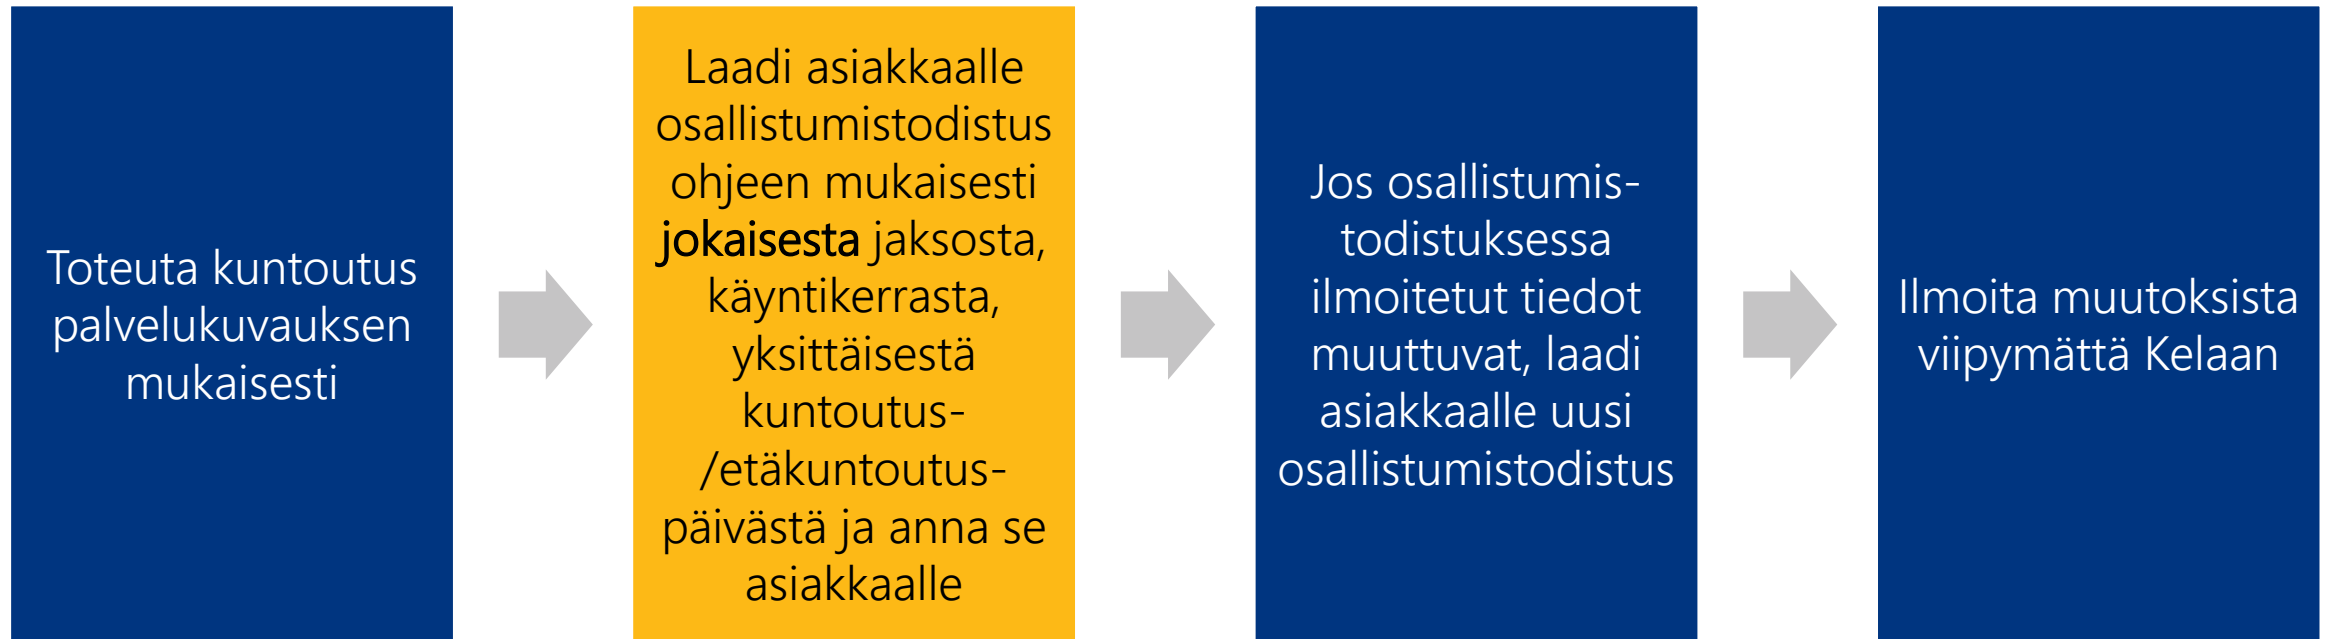 Toteuta kuntoutus
palvelukuvauksen
mukaisesti
Laadi asiakkaalle
osallistumistodistus
ohjeen mukaisesti
jokaisesta jaksosta,
käyntikerrasta,
yksittäisestä
kuntoutus-
/etäkuntoutus-
päivästä ja anna se
asiakkaalle
Jos osallistumis-
todistuksessa
ilmoitetut tiedot
muuttuvat, laadi
asiakkaalle uusi
osallistumistodistus
Ilmoita muutoksista
viipymättä Kelaan